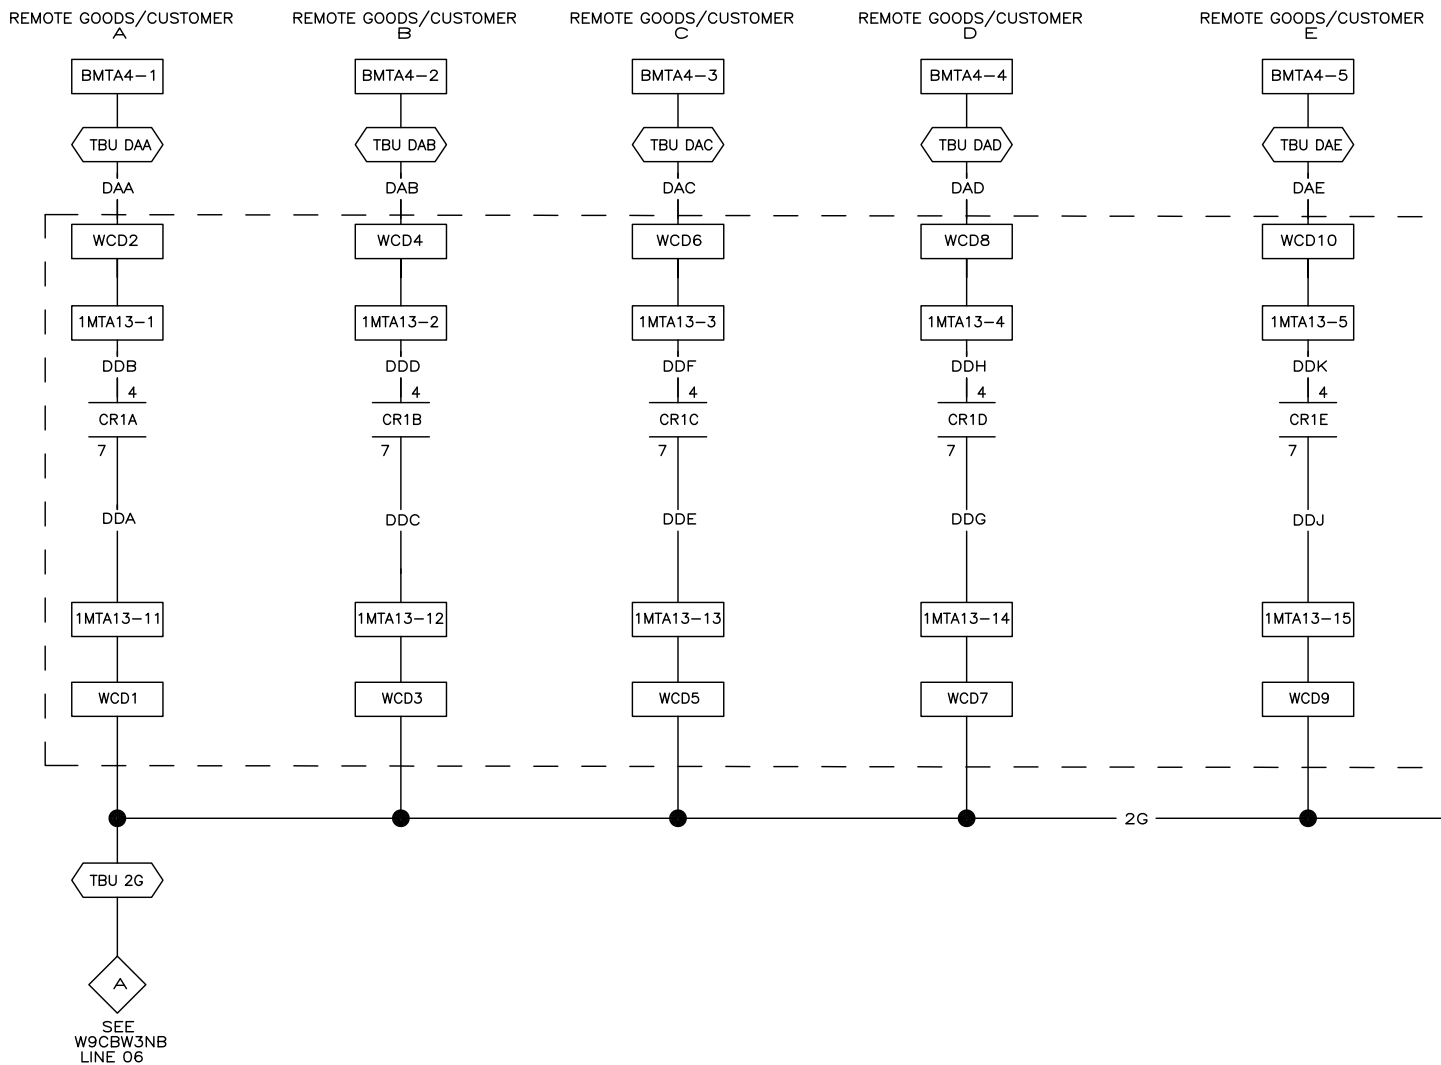 REMOTE GOODS/CUSTOMER REMOTE GOODS/CUSTOMER REMOTE GOODS/CUSTOMER REMOTE GOODS/CUSTOMER REMOTE GOODS/CUSTOMER
A B C D E
BMTA4-1 BMTA4-2 BMTA4-3 BMTA4-4 BMTA4-5
TBU DAA TBU DAB TBU DAC TBU DAD TBU DAE
DAA DAB DAC DAD DAE
WCD2 WCD4 WCD6 WCD8 WCD10
1MTA13-1 1MTA13-2 1MTA13-3 1MTA13-4 1MTA13-5
DDB DDD DDF DDH DDK
4 4 4 4 4
CR1A CR1B CR1C CR1D CR1E
7 7 7 7 7
DDA DDC DDE DDG DDJ
1MTA13-11 1MTA13-12 1MTA13-13 1MTA13-14 1MTA13-15
WCD1 WCD3 WCD5 WCD7 WCD9
2G
TBU 2G
A
SEE
W9CBW3NB
LINE 06